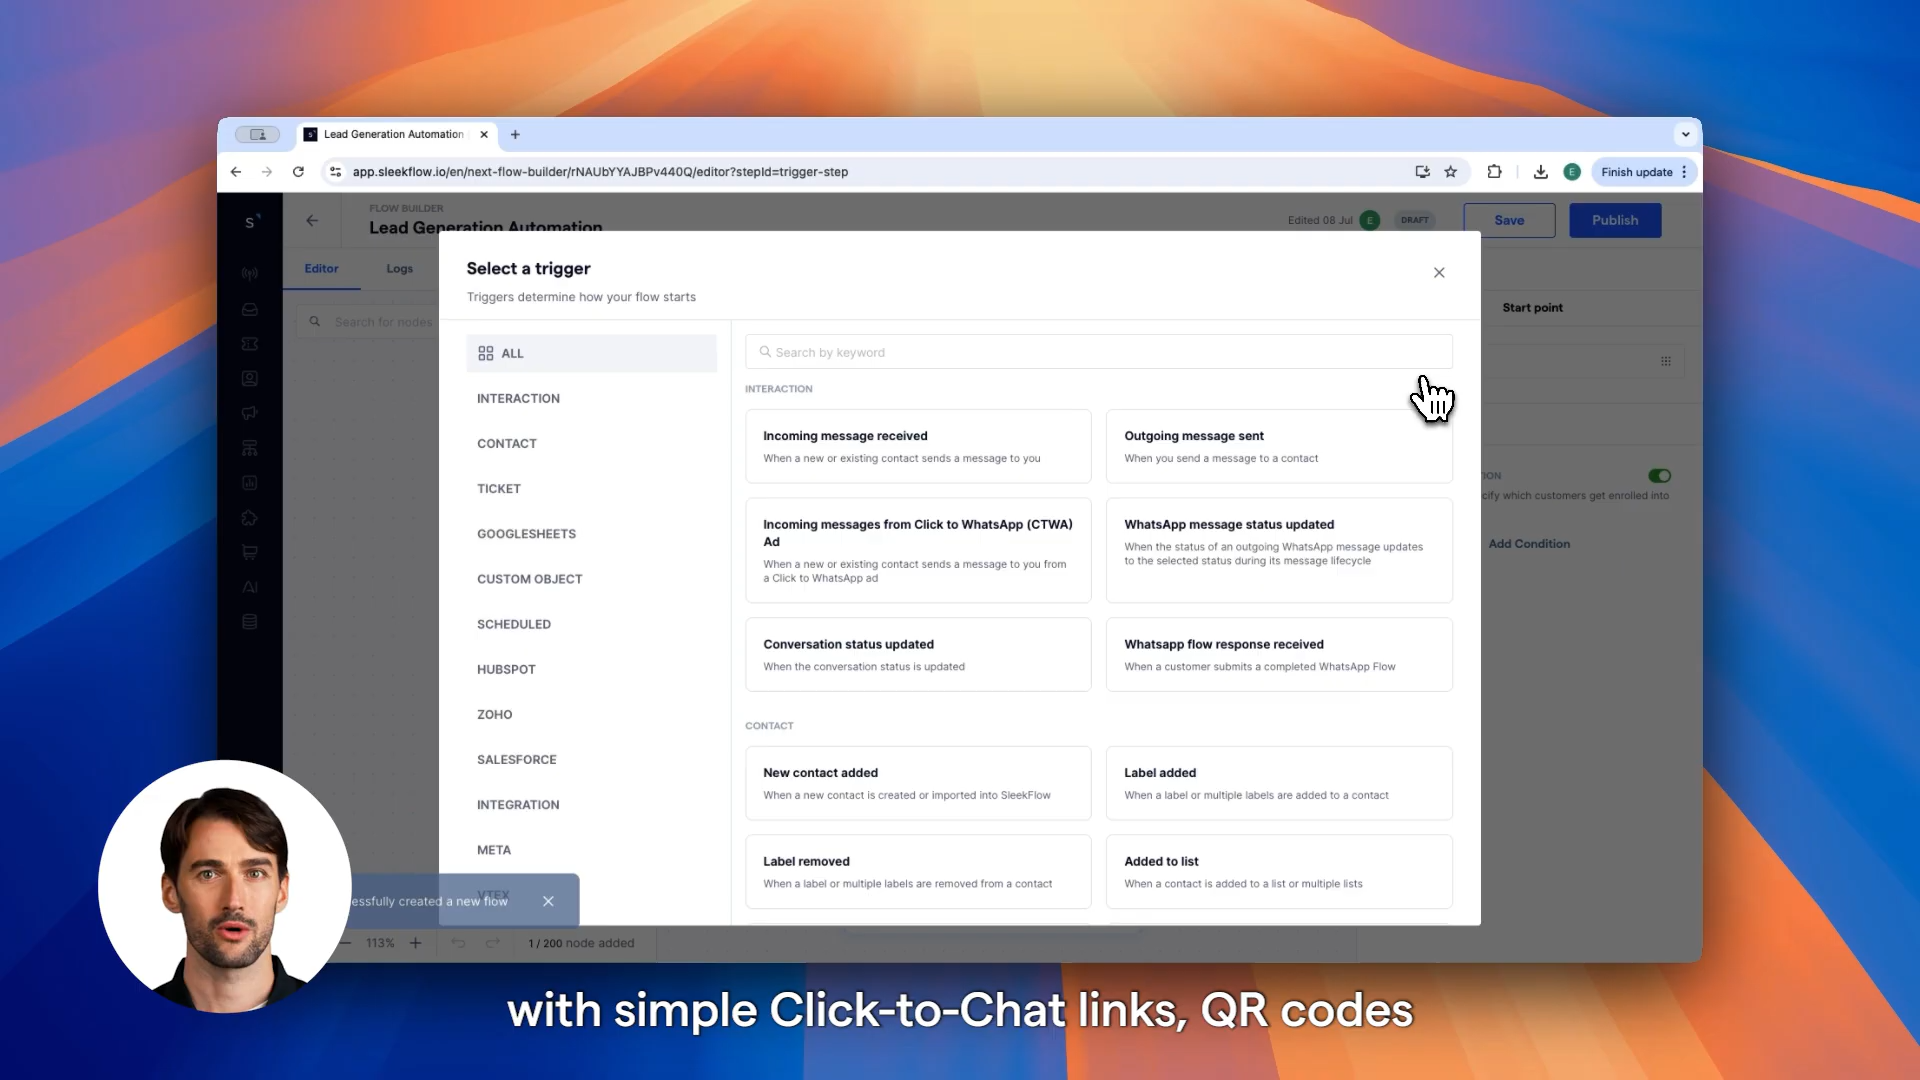 Lead Generation Automation
app.sleekflow.io/en/next-flow-builder/rNAUbYYAJBPv440Q/editor?stepId=trigger-step
E
Finish update
S
FLOW BUILDER
Lead Generation Automation
Edited 08 Jul
E
DRAFT
Save
Publish
Editor
Logs
Search for nodes
Select a trigger
Triggers determine how your flow starts
ALL
INTERACTION
CONTACT
TICKET
GOOGLESHEETS
CUSTOM OBJECT
SCHEDULED
HUBSPOT
ZOHO
SALESFORCE
INTEGRATION
META
VTEX
Search by keyword
INTERACTION
Incoming message received
When a new or existing contact sends a message to you
Outgoing message sent
When you send a message to a contact
Incoming messages from Click to WhatsApp (CTWA)
Ad
When a new or existing contact sends a message to you from
a Click to WhatsApp ad
WhatsApp message status updated
When the status of an outgoing WhatsApp message updates
to the selected status during its message lifecycle
Conversation status updated
When the conversation status is updated
Whatsapp flow response received
When a customer submits a completed WhatsApp Flow
CONTACT
New contact added
When a new contact is created or imported into SleekFlow
Label added
When a label or multiple labels are added to a contact
Label removed
When a label or multiple labels are removed from a contact
Added to list
When a contact is added to a list or multiple lists
Start point
which customers get enrolled into
Add Condition
AI
created a new flow
113%
1 / 200 node added
with simple Click-to-Chat links, QR codes